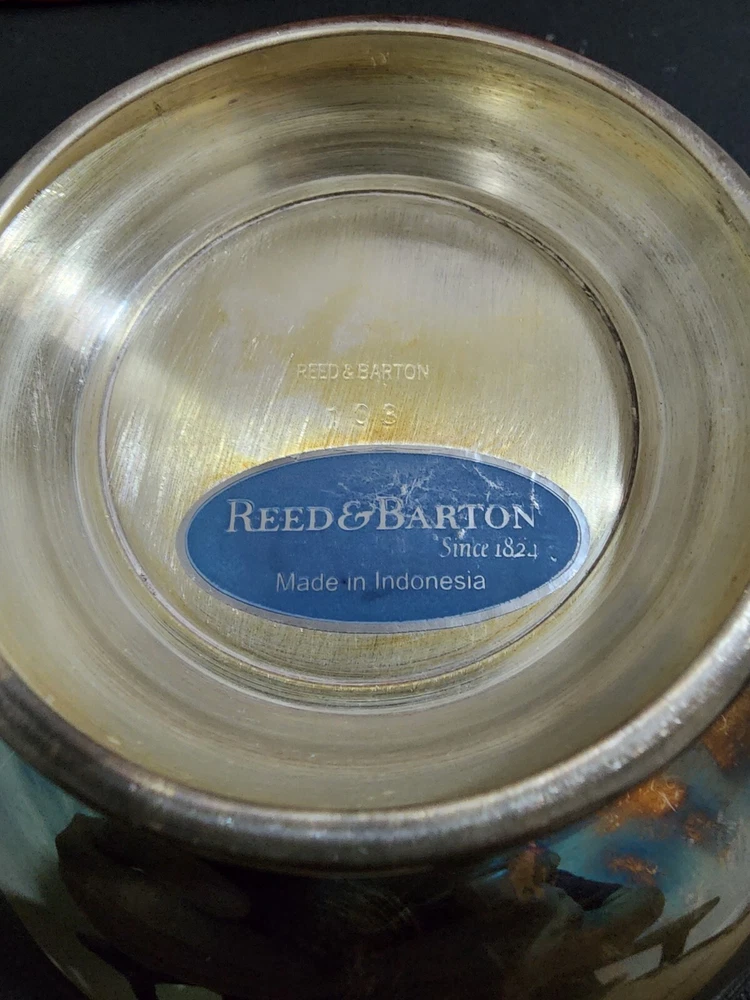 REED & BARTON
REED & BARTON
Since 1824
Made in Indonesia